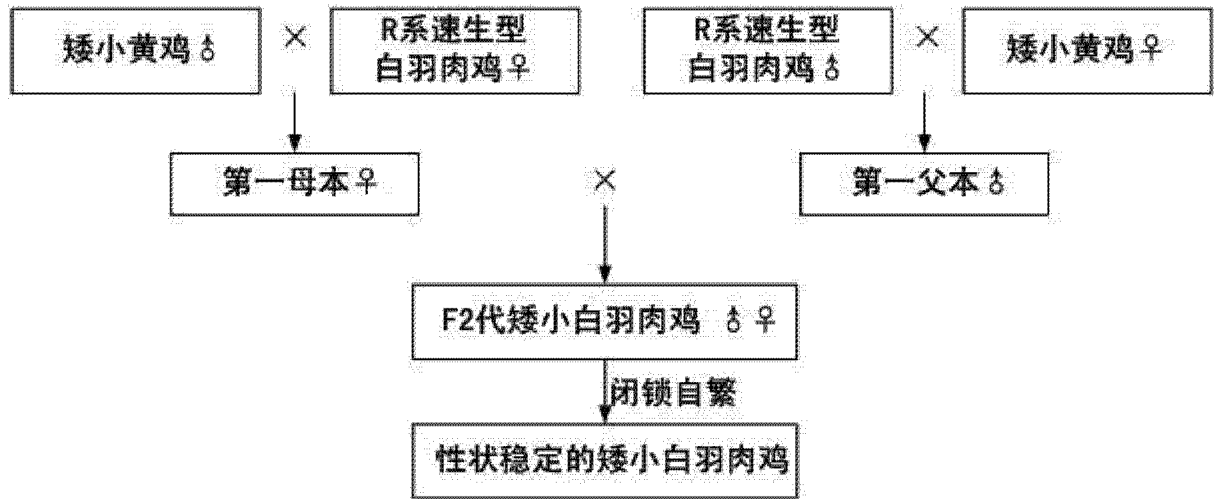 矮小黄鸡♂
×
R系速生型
白羽肉鸡♀
R系速生型
白羽肉鸡♂
×
矮小黄鸡♀
第一母本♀
×
第一父本♂
F2代矮小白羽肉鸡 ♂♀
闭锁自繁
性状稳定的矮小白羽肉鸡